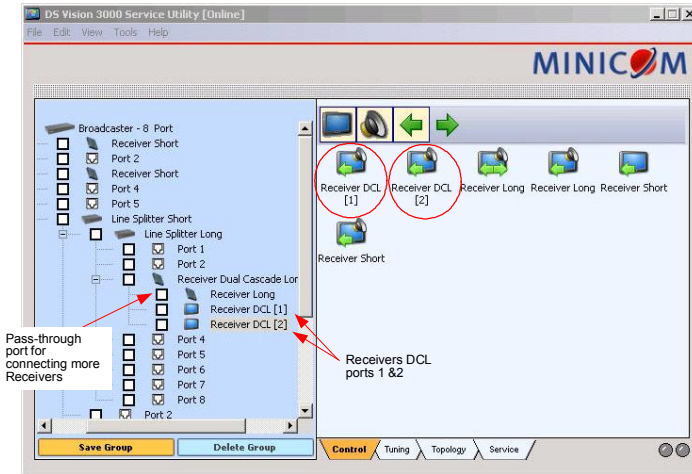 DS Vision 3000 Service Utility [Online]
File Edit View Tools Help
MINICOM
Broadcaster - 8 Port
Receiver Short
Port 2
Receiver Short
Port 4
Port 5
Line Splitter Short
Line Splitter Long
Port 1
Port 2
Receiver Dual Cascade Lor
Receiver Long
Receiver DCL [1]
Receiver DCL [2]
Port 4
Port 5
Port 6
Port 7
Port 8
Port 2
Pass-through
port for
connecting more
Receivers
Save Group
Delete Group
Receiver DCL
[1]
Receiver DCL
[2]
Receiver Long
Receiver Long
Receiver Short
Receiver Short
Receivers DCL
ports 1 &2
Control
Tuning
Topology
Service